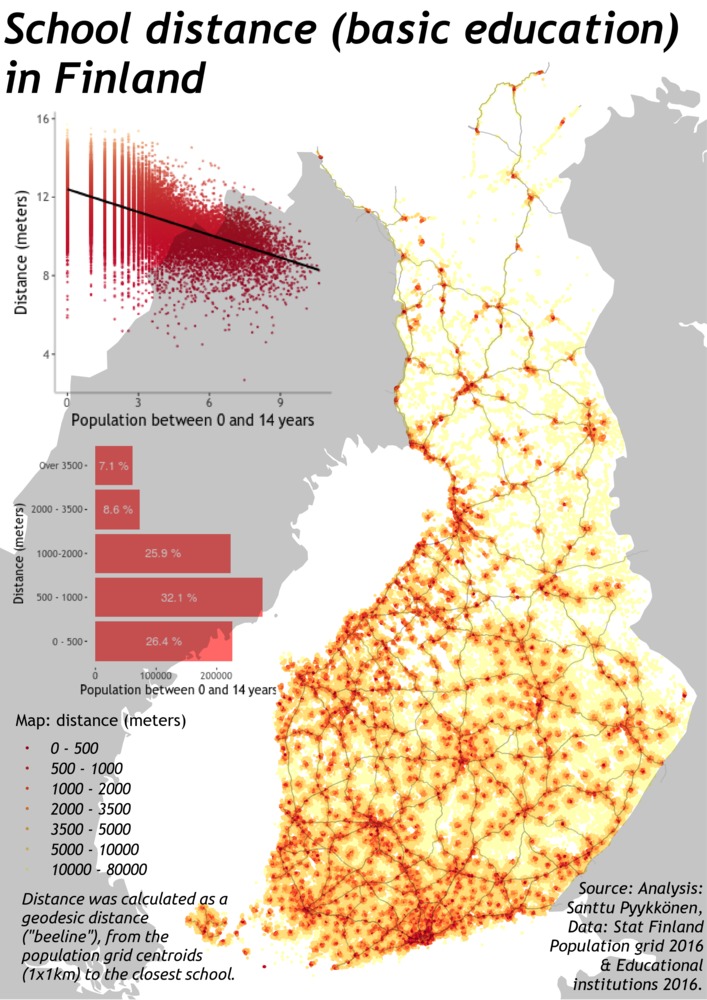 School distance (basic education)
in Finland
16
12
8
4
Distance (meters)
0
3
6
9
Population between 0 and 14 years
Over 3500
7.1 %
2000 - 3500
8.6 %
1000-2000
25.9 %
500 - 1000
32.1 %
0 - 500
26.4 %
Distance (meters)
0
100000
200000
Population between 0 and 14 years
Map: distance (meters)
0 - 500
500 - 1000
1000 - 2000
2000 - 3500
3500 - 5000
5000 - 10000
10000 - 80000
Distance was calculated as a
geodesic distance
("beeline"), from the
population grid centroids
(1x1km) to the closest school.
Source: Analysis:
Santtu Pyykkönen,
Data: Stat Finland
Population grid 2016
& Educational
institutions 2016.